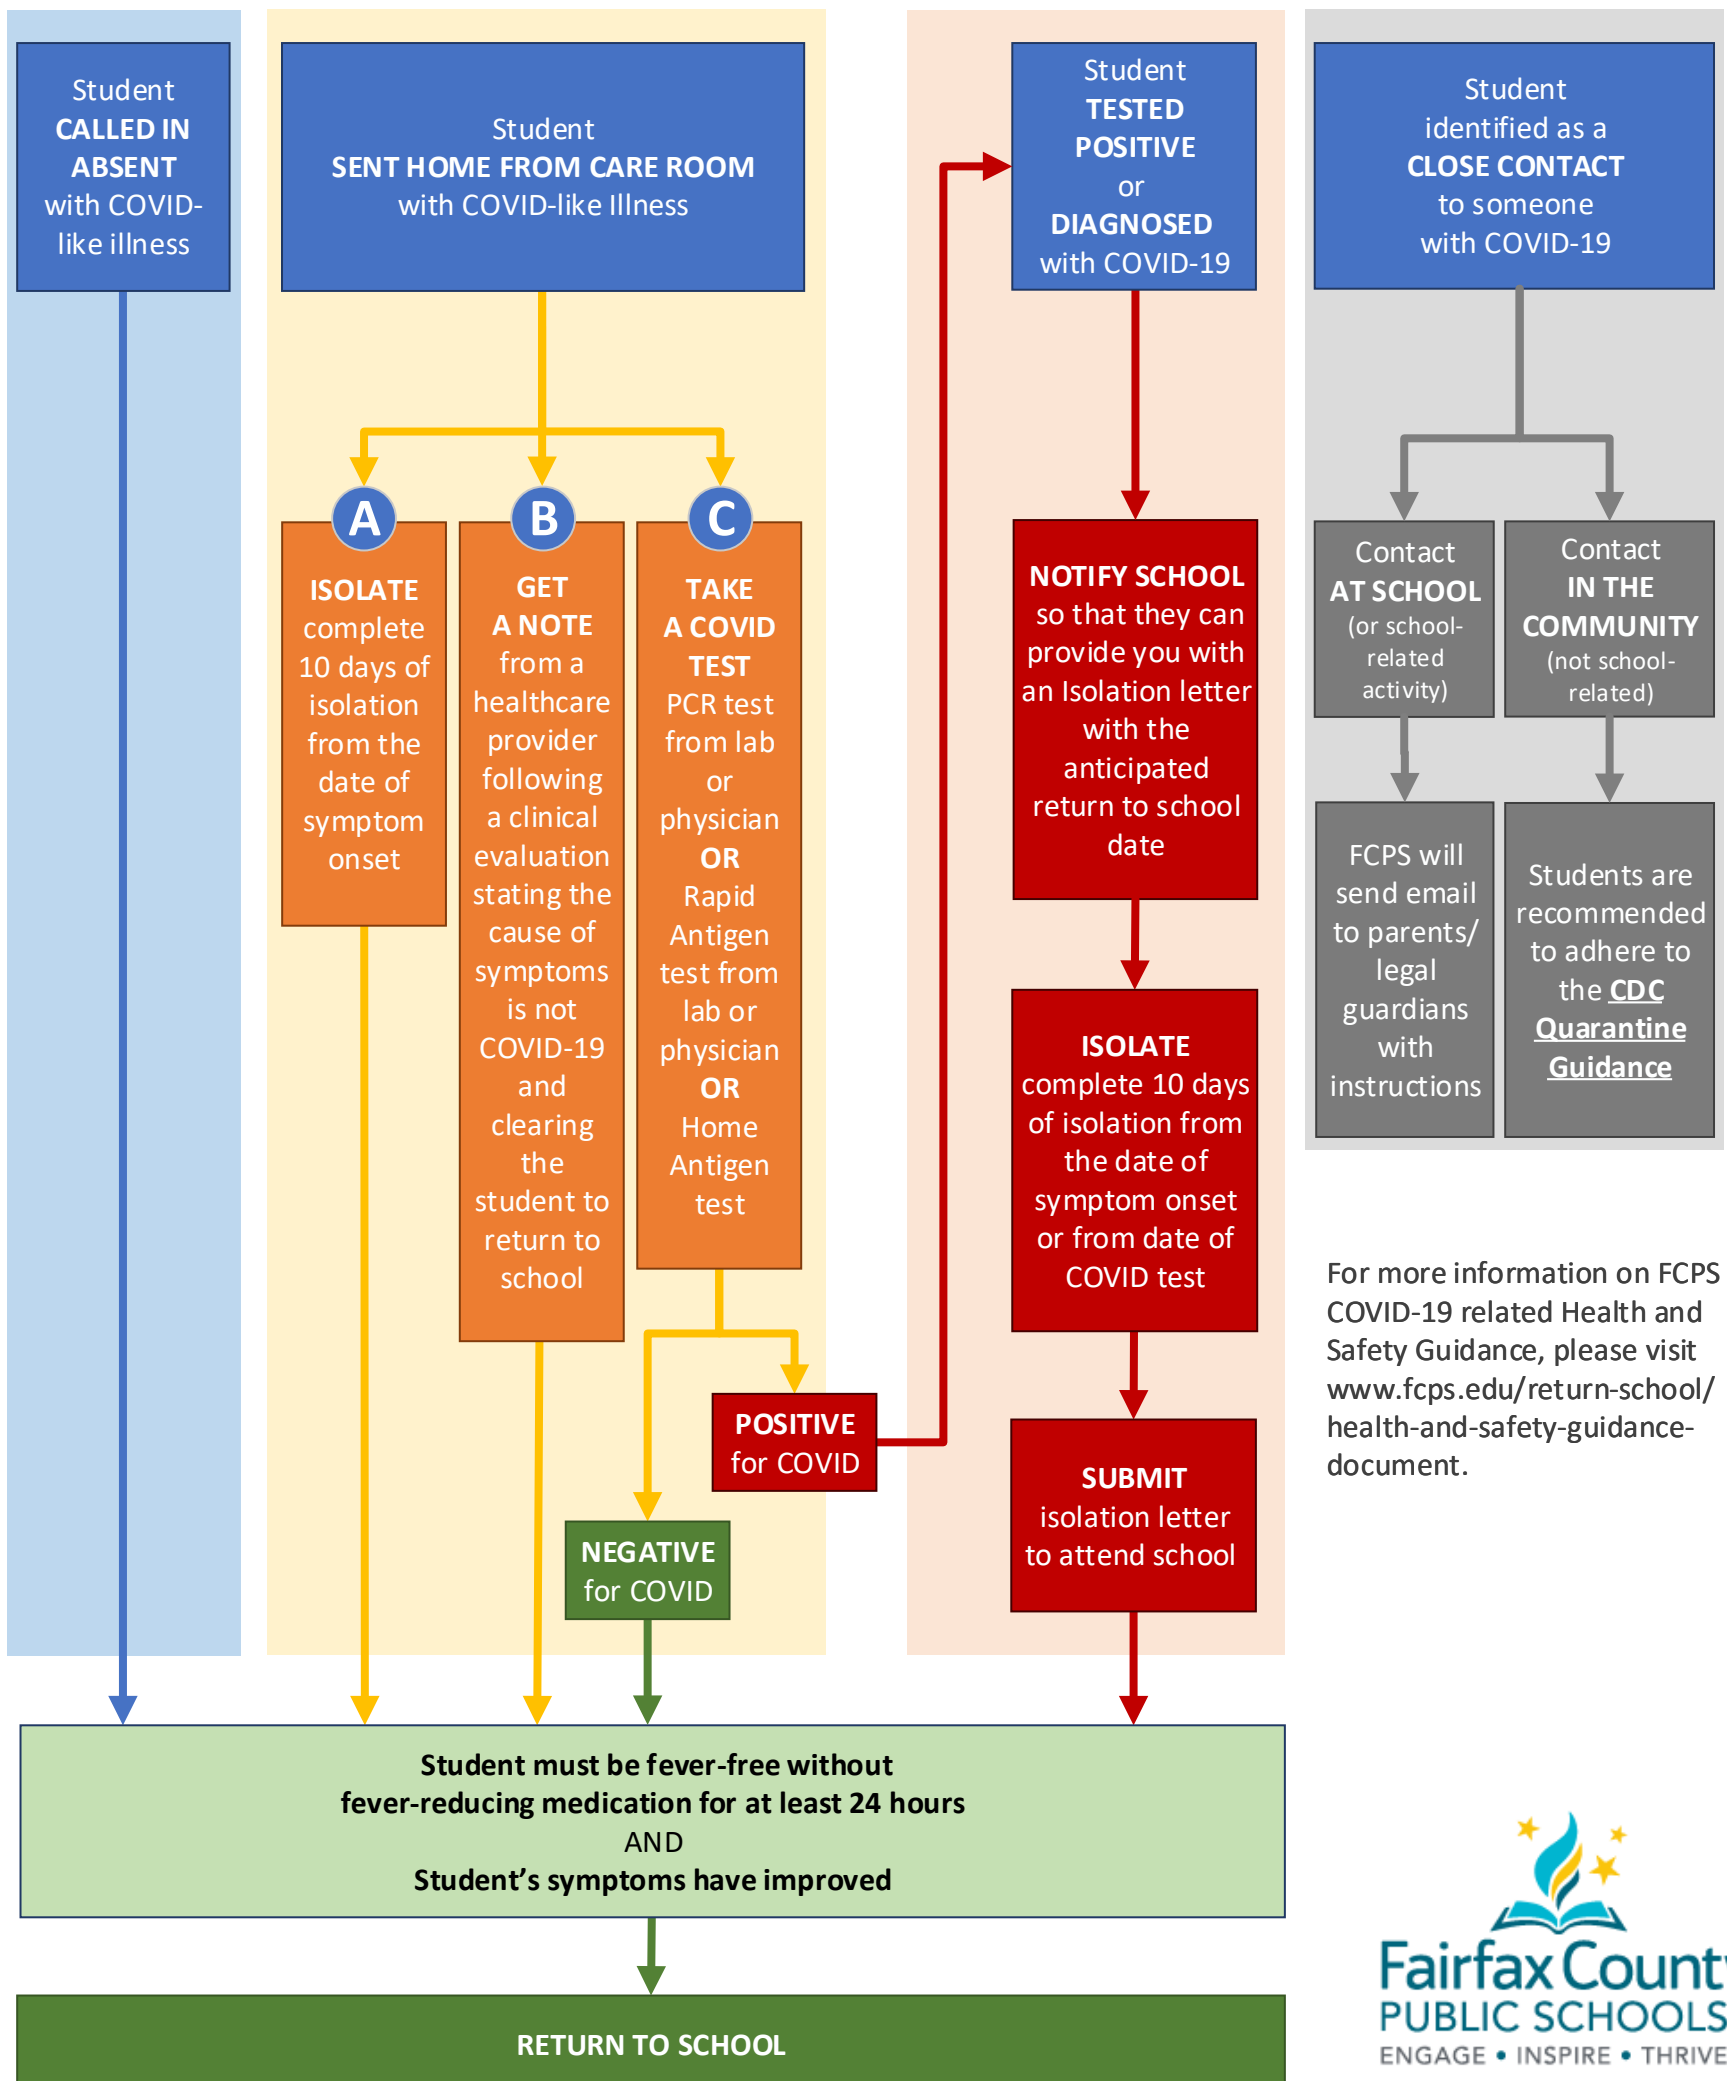 Student
CALLED IN
ABSENT
with COVID-
like illness
Student
SENT HOME FROM CARE ROOM
with COVID-like Illness
A
ISOLATE
complete
10 days of
isolation
from the
date of
symptom
onset
B
GET
A NOTE
from a
healthcare
provider
following
a clinical
evaluation
stating the
cause of
symptoms
is not
COVID-19
and
clearing
the
student to
return to
school
C
TAKE
A COVID
TEST
PCR test
from lab
or
physician
OR
Rapid
Antigen
test from
lab or
physician
OR
Home
Antigen
test
POSITIVE
for COVID
NEGATIVE
for COVID
Student
TESTED
POSITIVE
or
DIAGNOSED
with COVID-19
NOTIFY SCHOOL
so that they can
provide you with
an Isolation letter
with the
anticipated
return to school
date
ISOLATE
complete 10 days
of isolation from
the date of
symptom onset
or from date of
COVID test
SUBMIT
isolation letter
to attend school
Student
identified as a
CLOSE CONTACT
to someone
with COVID-19
Contact
AT SCHOOL
(or school-
related
activity)
FCPS will
send email
to parents/
legal
guardians
with
instructions
Contact
IN THE
COMMUNITY
(not school-
related)
Students are
recommended
to adhere to
the CDC
Quarantine
Guidance
For more information on FCPS
COVID-19 related Health and
Safety Guidance, please visit
www.fcps.edu/return-school/
health-and-safety-guidance-
document.
Student must be fever-free without
fever-reducing medication for at least 24 hours
AND
Student's symptoms have improved
RETURN TO SCHOOL
Fairfax County
PUBLIC SCHOOLS
ENGAGE • INSPIRE • THRIVE